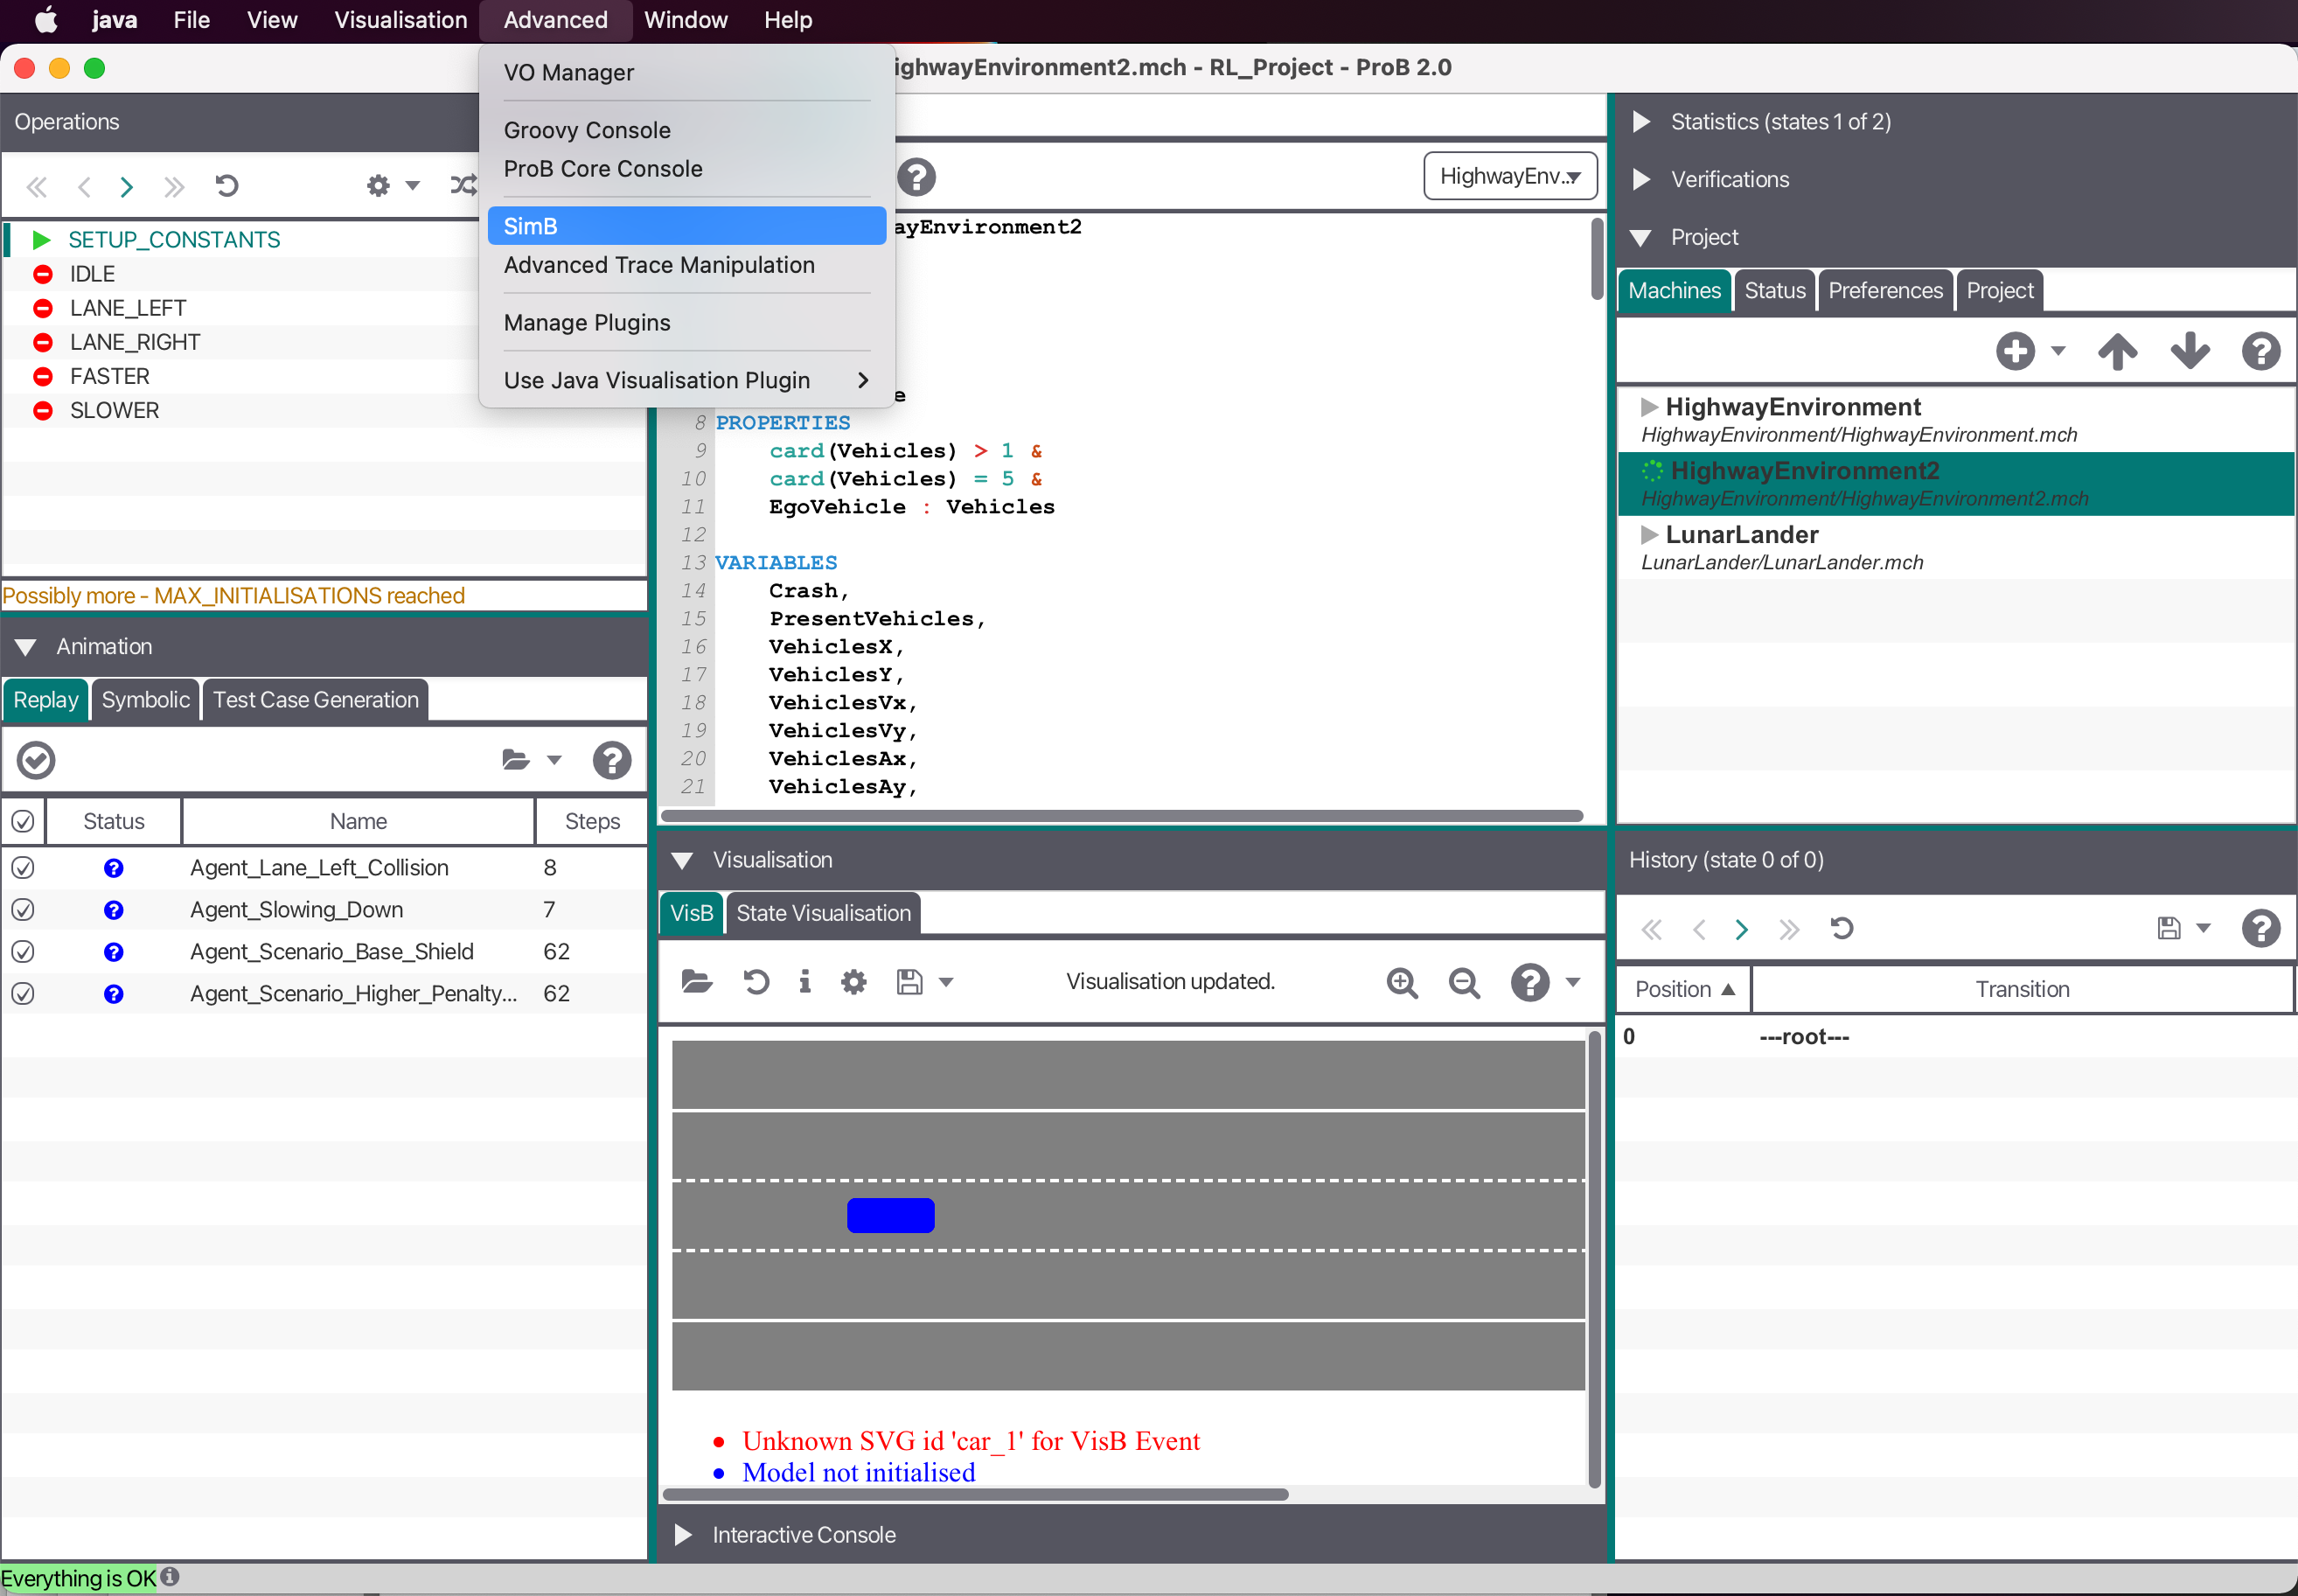 java File View Visualisation Advanced Window Help
ighwayEnvironment2.mch - RL_Project - ProB 2.0
VO Manager
Groovy Console
ProB Core Console
SimB
Advanced Trace Manipulation
Manage Plugins
Use Java Visualisation Plugin
Operations
SETUP_CONSTANTS
IDLE
LANE_LEFT
LANE_RIGHT
FASTER
SLOWER
Possibly more - MAX_INITIALISATIONS reached
Animation
Replay Symbolic Test Case Generation
Status Name Steps
Agent_Lane_Left_Collision 8
Agent_Slowing_Down 7
Agent_Scenario_Base_Shield 62
Agent_Scenario_Higher_Penalty... 62
HighwayEnv...
ayEnvironment2
e
8 PROPERTIES
9 card(Vehicles) > 1 &
10 card(Vehicles) = 5 &
11 EgoVehicle : Vehicles
12
13 VARIABLES
14 Crash,
15 PresentVehicles,
16 VehiclesX,
17 VehiclesY,
18 VehiclesVx,
19 VehiclesVy,
20 VehiclesAx,
21 VehiclesAy,
Visualisation
VisB State Visualisation
Visualisation updated.
Unknown SVG id 'car_1' for VisB Event
Model not initialised
Interactive Console
Statistics (states 1 of 2)
Verifications
Project
Machines Status Preferences Project
HighwayEnvironment
HighwayEnvironment/HighwayEnvironment.mch
HighwayEnvironment2
HighwayEnvironment/HighwayEnvironment2.mch
LunarLander
LunarLander/LunarLander.mch
History (state 0 of 0)
Position Transition
0 ---root---
Everything is OK